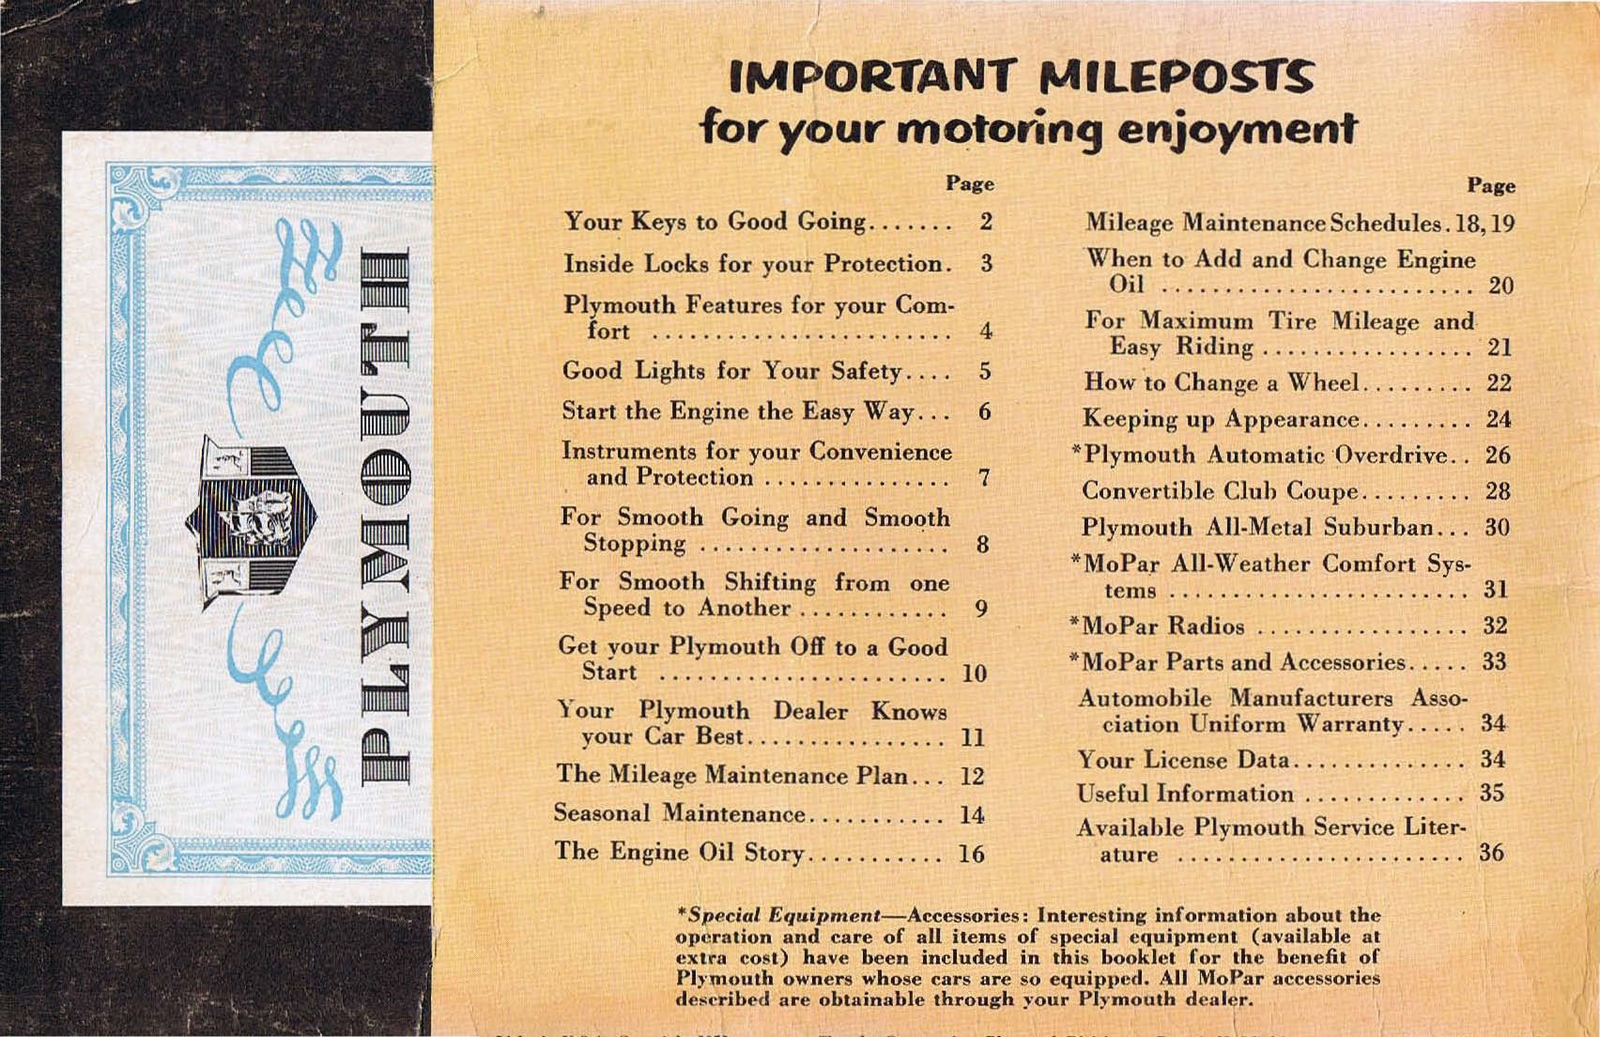 PLYMOUTH
IMPORTANT MILEPOSTS
for your motoring enjoyment
Page
Your Keys to Good Going....... 2
Inside Locks for your Protection. 3
Plymouth Features for your Com-
fort ........................ 4
Good Lights for Your Safety.... 5
Start the Engine the Easy Way... 6
Instruments for your Convenience
and Protection ............... 7
For Smooth Going and Smooth
Stopping .................... 8
For Smooth Shifting from one
Speed to Another ............ 9
Get your Plymouth Off to a Good
Start ....................... 10
Your Plymouth Dealer Knows
your Car Best................ 11
The Mileage Maintenance Plan... 12
Seasonal Maintenance........... 14
The Engine Oil Story........... 16
Page
Mileage Maintenance Schedules. 18, 19
When to Add and Change Engine
Oil ......................... 20
For Maximum Tire Mileage and
Easy Riding ................. 21
How to Change a Wheel......... 22
Keeping up Appearance......... 24
*Plymouth Automatic Overdrive.. 26
Convertible Club Coupe......... 28
Plymouth All-Metal Suburban... 30
*MoPar All-Weather Comfort Sys-
tems ........................ 31
*MoPar Radios ................. 32
*MoPar Parts and Accessories..... 33
Automobile Manufacturers Asso-
ciation Uniform Warranty..... 34
Your License Data.............. 34
Useful Information ............. 35
Available Plymouth Service Liter-
ature ....................... 36
*Special Equipment—Accessories: Interesting information about the
operation and care of all items of special equipment (available at
extra cost) have been included in this booklet for the benefit of
Plymouth owners whose cars are so equipped. All MoPar accessories
described are obtainable through your Plymouth dealer.